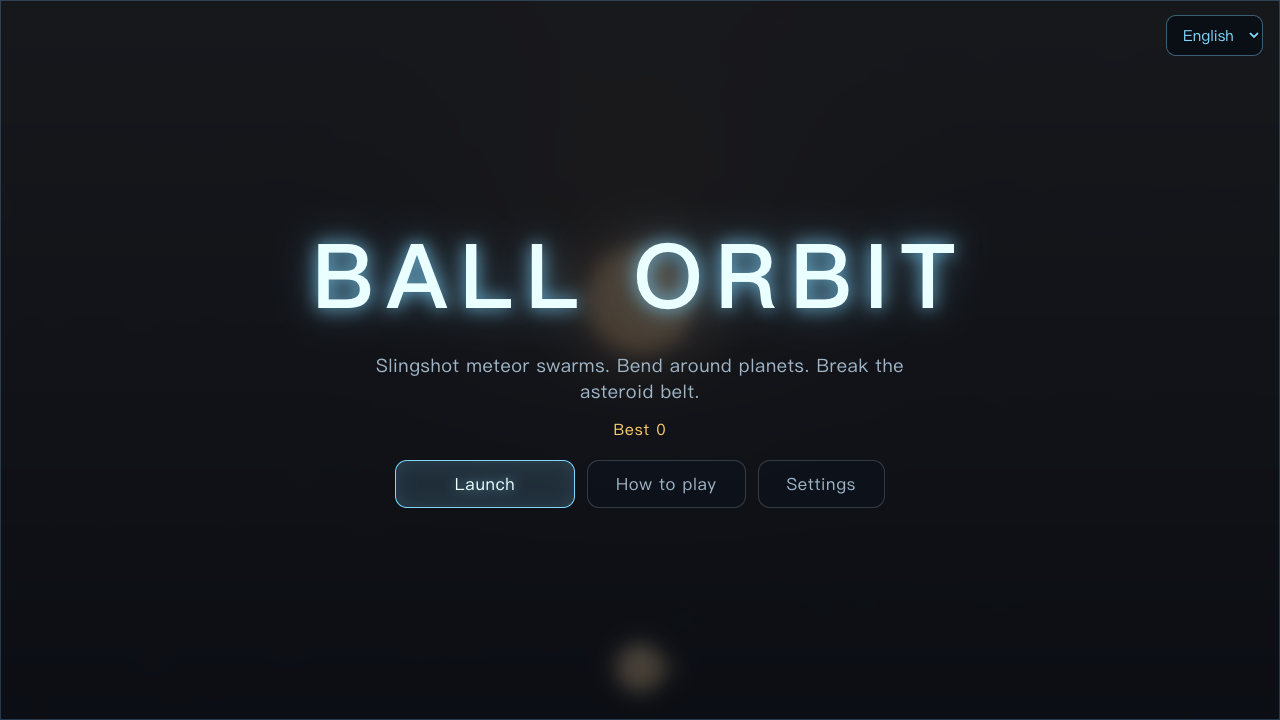 English
BALL ORBIT
Slingshot meteor swarms. Bend around planets. Break the
asteroid belt.
Best 0
Launch
How to play
Settings